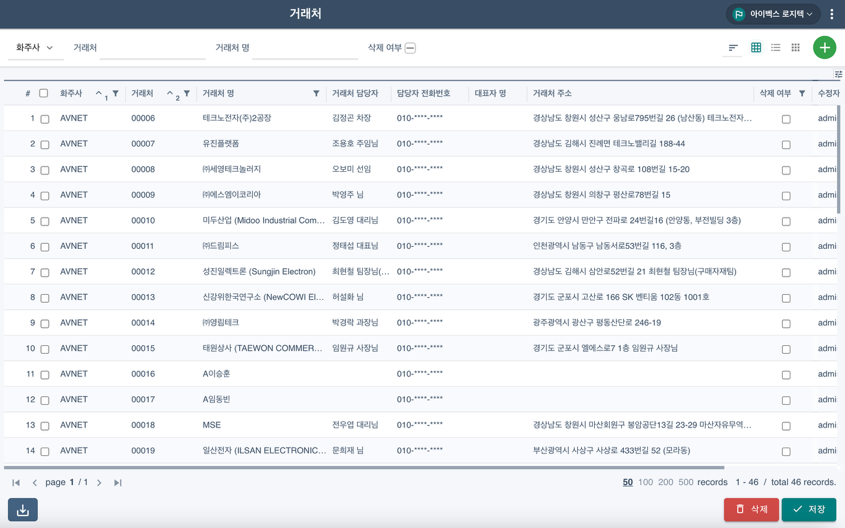 거래처
아이벡스 로지텍
화주사 거래처 거래처 명 삭제 여부
# 화주사 1 거래처 2 거래처 명 거래처 담당자 담당자 전화번호 대표자 명 거래처 주소 삭제 여부 수정자
1 AVNET 00006 테크노전자(주)2공장 김정곤 차장 010-****-**** 경상남도 창원시 성산구 웅남로795번길 26 (남산동) 테크노전자... admi
2 AVNET 00007 유진플랫폼 조용호 주임님 010-****-**** 경상남도 김해시 진례면 테크노밸리길 188-44 admi
3 AVNET 00008 ㈜세영테크놀러지 오보미 선임 010-****-**** 경상남도 창원시 성산구 창곡로 108번길 15-20 admi
4 AVNET 00009 ㈜에스엠이코리아 박영주 님 010-****-**** 경상남도 창원시 의창구 평산로78번길 15 admi
5 AVNET 00010 미두산업 (Midoo Industrial Com... 김도영 대리님 010-****-**** 경기도 안양시 만안구 전파로 24번길16 (안양동, 부전빌딩 3층) admi
6 AVNET 00011 ㈜드림피스 정태섭 대표님 010-****-**** 인천광역시 남동구 남동서로53번길 116, 3층 admi
7 AVNET 00012 성진일렉트론 (Sungjin Electron) 최현철 팀장님(... 010-****-**** 경상남도 김해시 삼안로52번길 21 최현철 팀장님(구매자재팀) admi
8 AVNET 00013 신강위한국연구소 (NewCOWI El... 허설화 님 010-****-**** 경기도 군포시 고산로 166 SK 벤티움 102동 1001호 admi
9 AVNET 00014 ㈜영림테크 박경락 과장님 010-****-**** 광주광역시 광산구 평동산단로 246-19 admi
10 AVNET 00015 태원상사 (TAEWON COMMER... 임원규 사장님 010-****-**** 경기도 군포시 엘에스로7 1층 임원규 사장님 admi
11 AVNET 00016 A이승훈 010-****-**** admi
12 AVNET 00017 A임동빈 010-****-**** admi
13 AVNET 00018 MSE 전우엽 대리님 010-****-**** 경상남도 창원시 마산회원구 봉암공단13길 23-29 마산자유무역... admi
14 AVNET 00019 일산전자 (ILSAN ELECTRONIC... 문희재 님 010-****-**** 부산광역시 사상구 사상로 433번길 52 (모라동) admi
page 1 / 1 50 100 200 500 records 1 - 46 / total 46 records.
삭제 저장